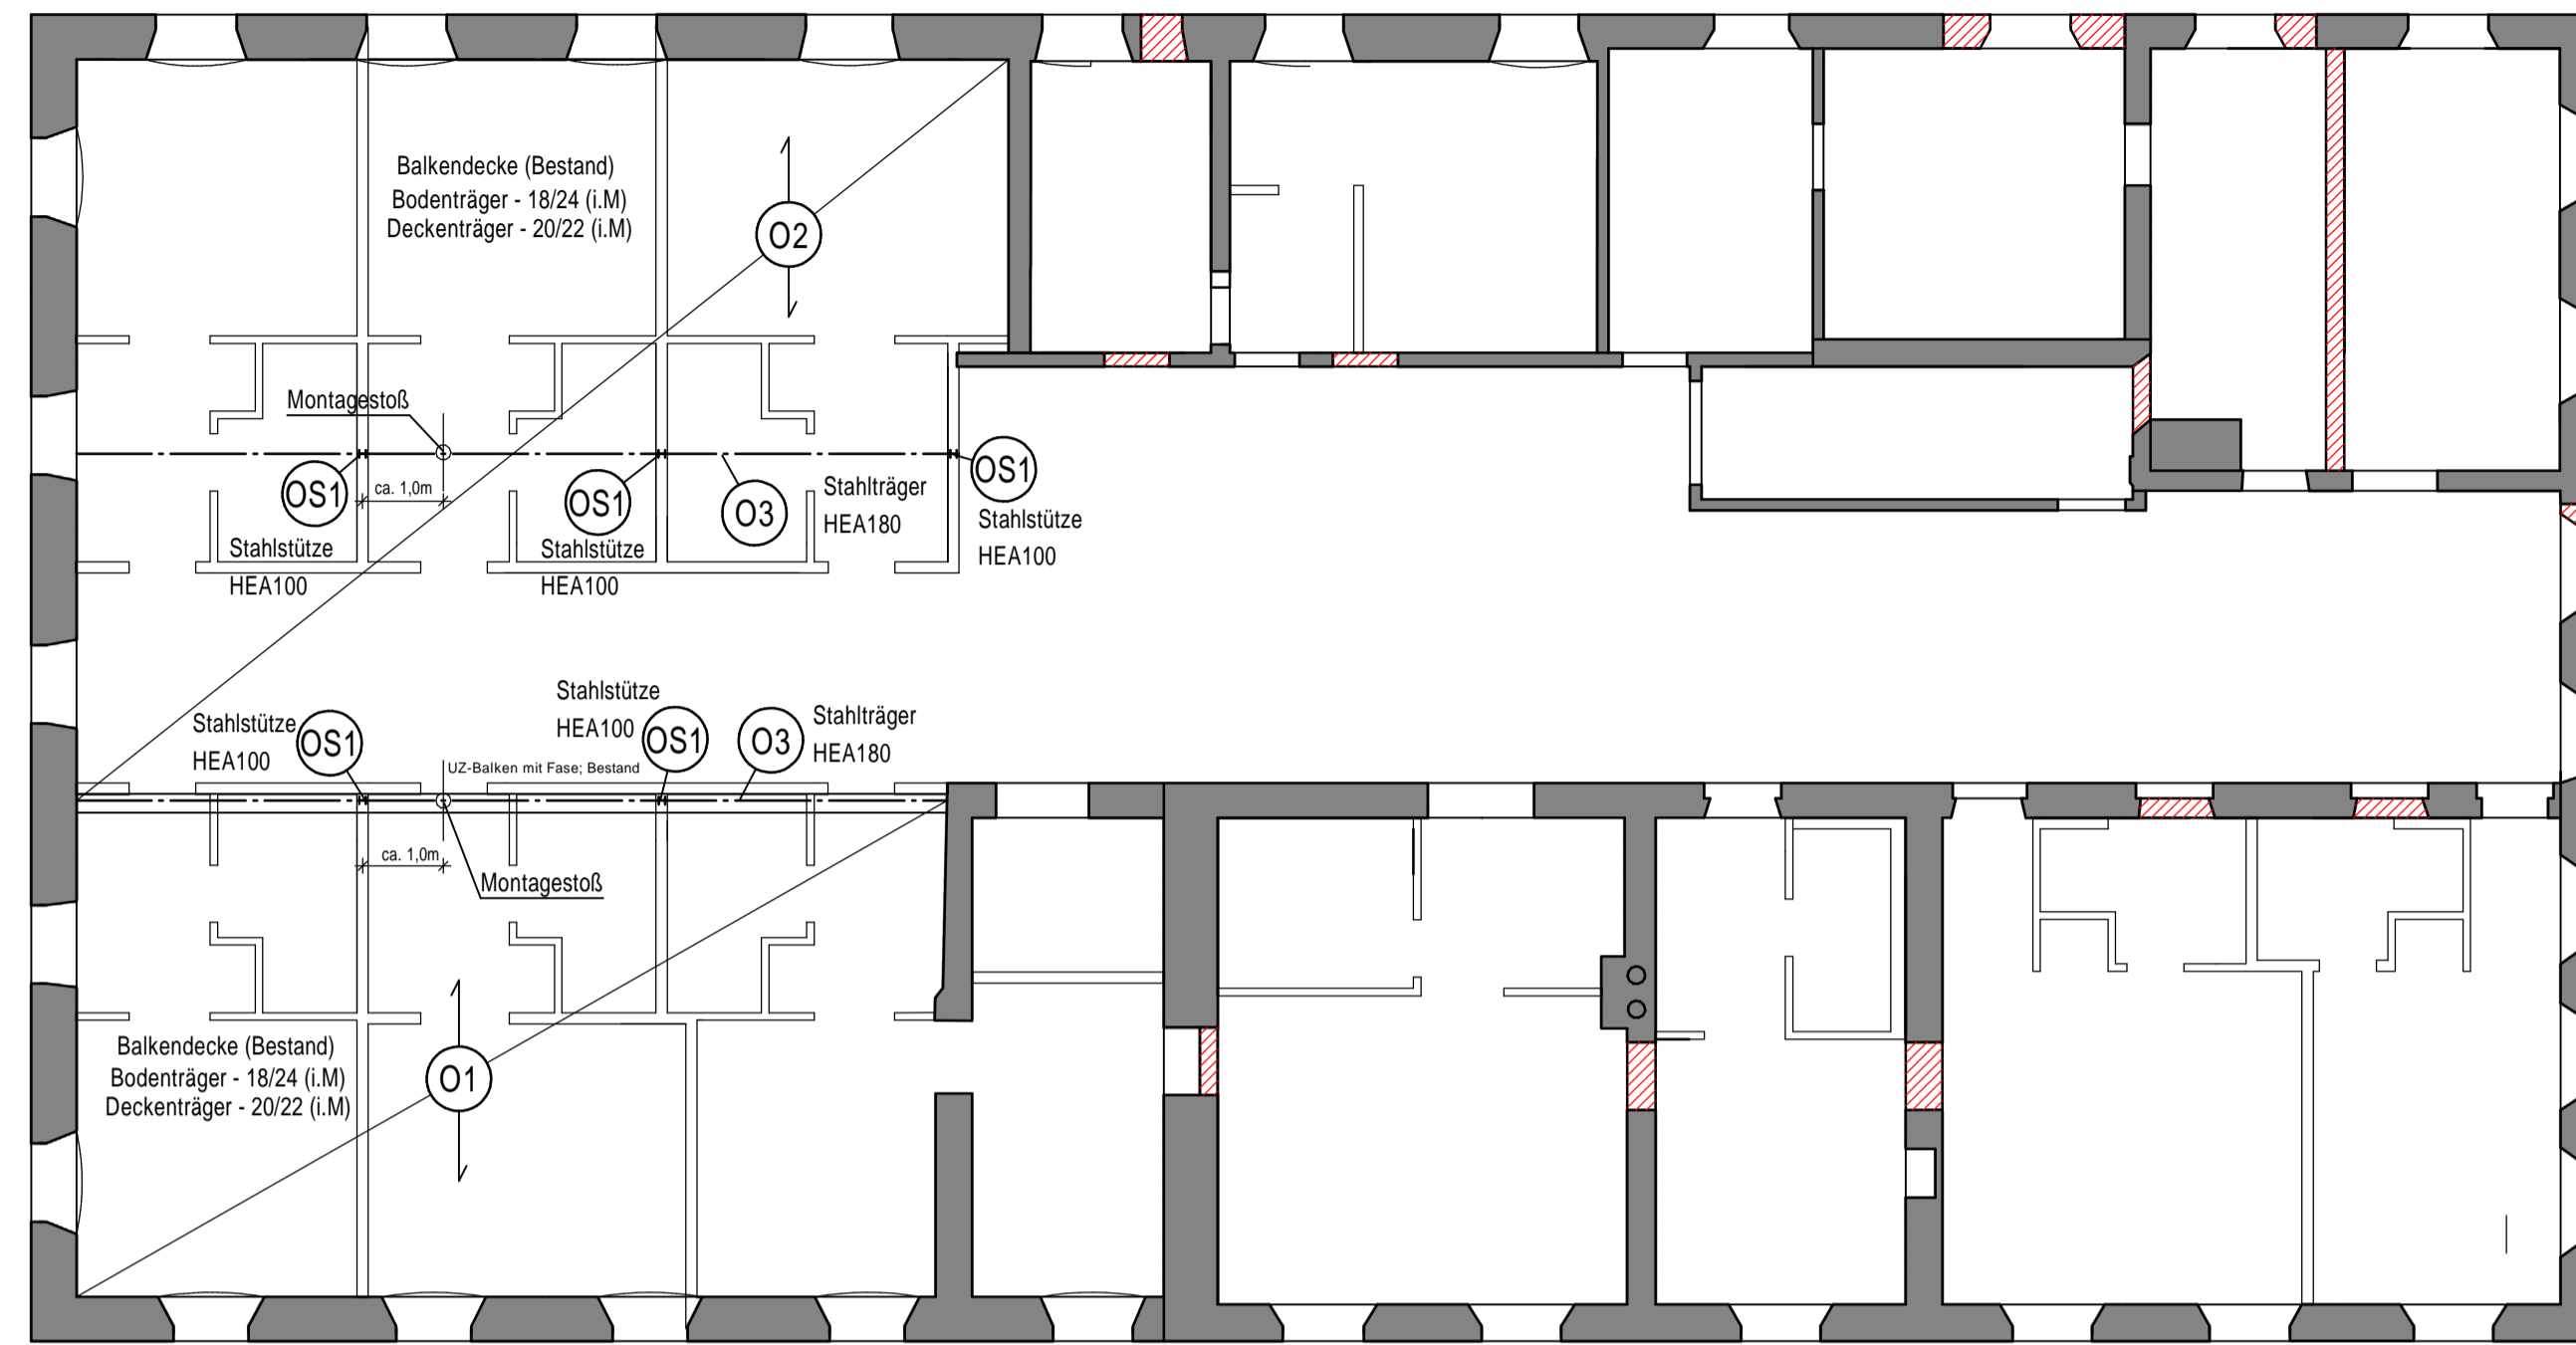 Balkendecke (Bestand)
Bodenträger - 18/24 (i.M)
Deckenträger - 20/22 (i.M)
O2
Montagestoß
OS1
ca. 1,0m
Stahlstütze
HEA100
OS1
Stahlstütze
HEA100
O3
Stahlträger
HEA180
OS1
Stahlstütze
HEA100
Stahlstütze
HEA100
OS1
Stahlstütze
HEA100
OS1
O3
Stahlträger
HEA180
UZ-Balken mit Fase; Bestand
ca. 1,0m
Montagestoß
Balkendecke (Bestand)
Bodenträger - 18/24 (i.M)
Deckenträger - 20/22 (i.M)
O1